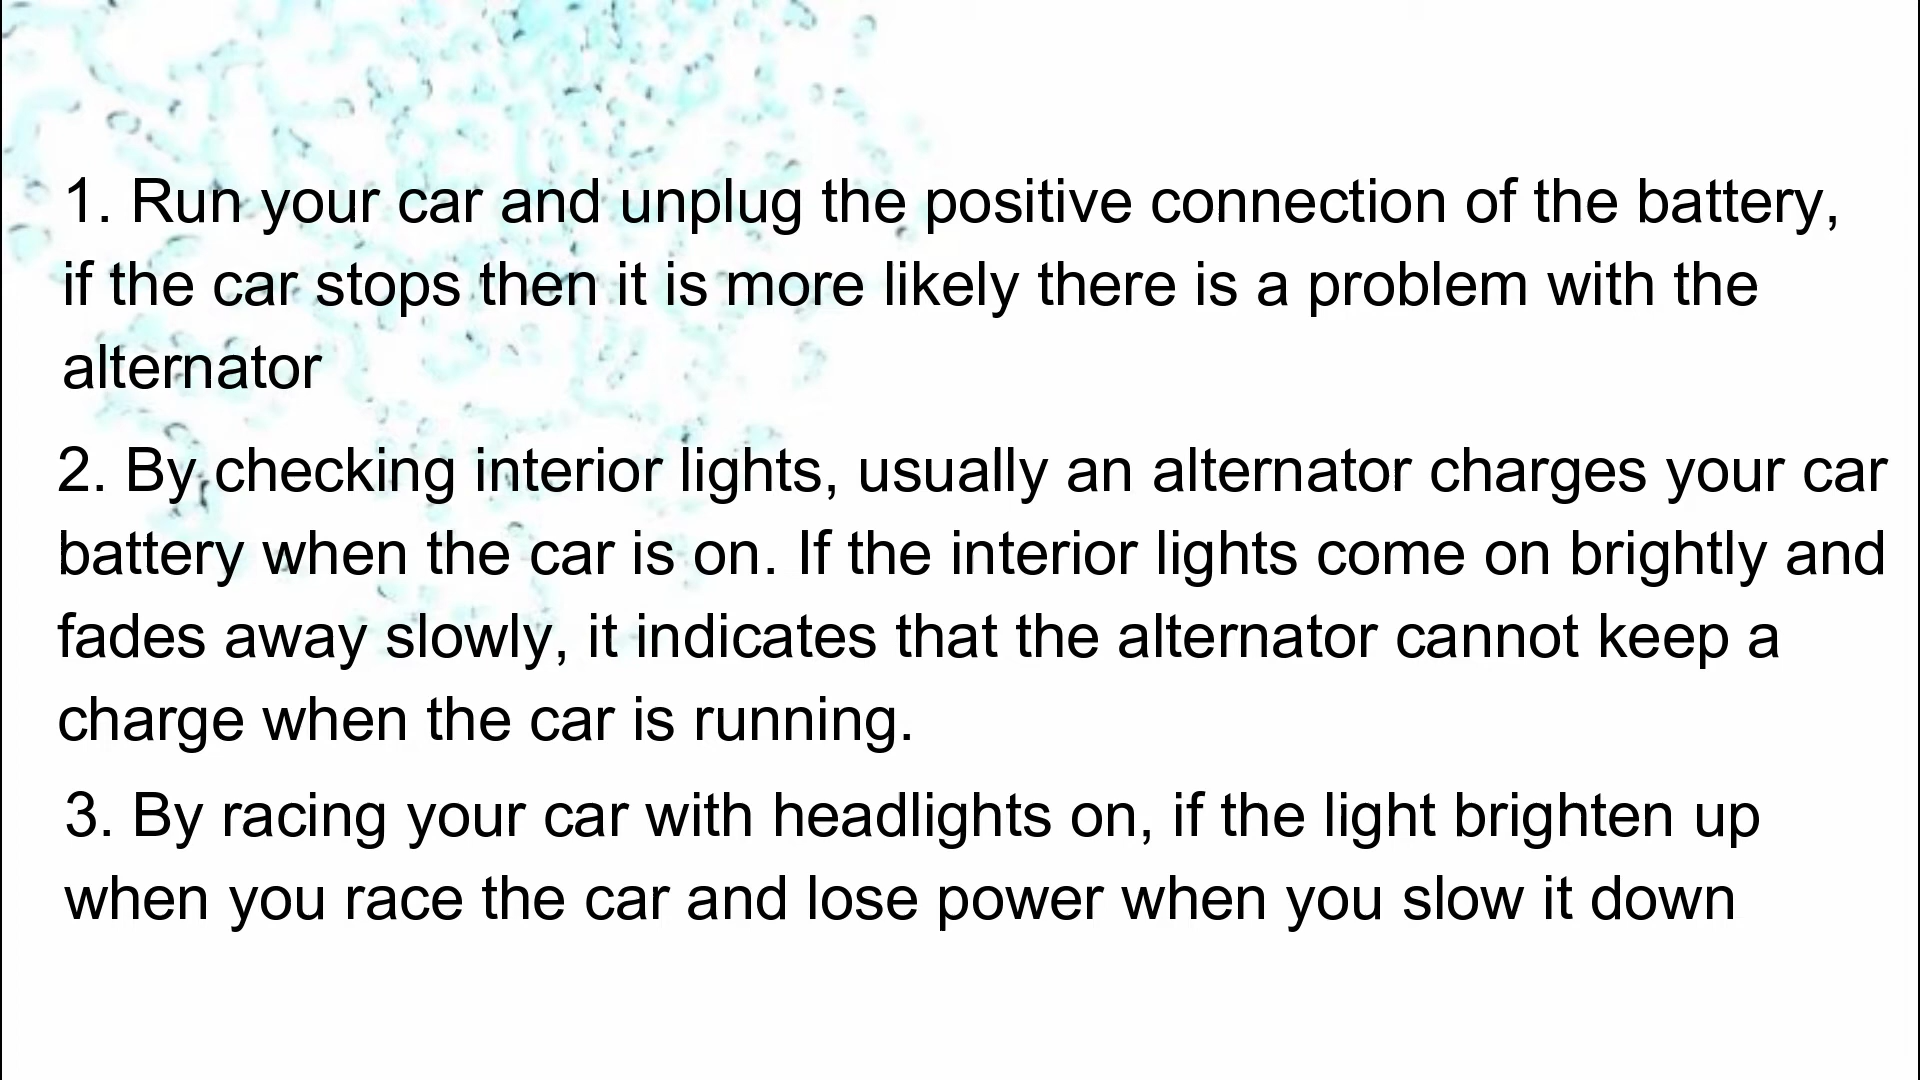 1. Run your car and unplug the positive connection of the battery,
if the car stops then it is more likely there is a problem with the
alternator
2. By checking interior lights, usually an alternator charges your car
battery when the car is on. If the interior lights come on brightly and
fades away slowly, it indicates that the alternator cannot keep a
charge when the car is running.
3. By racing your car with headlights on, if the light brighten up
when you race the car and lose power when you slow it down